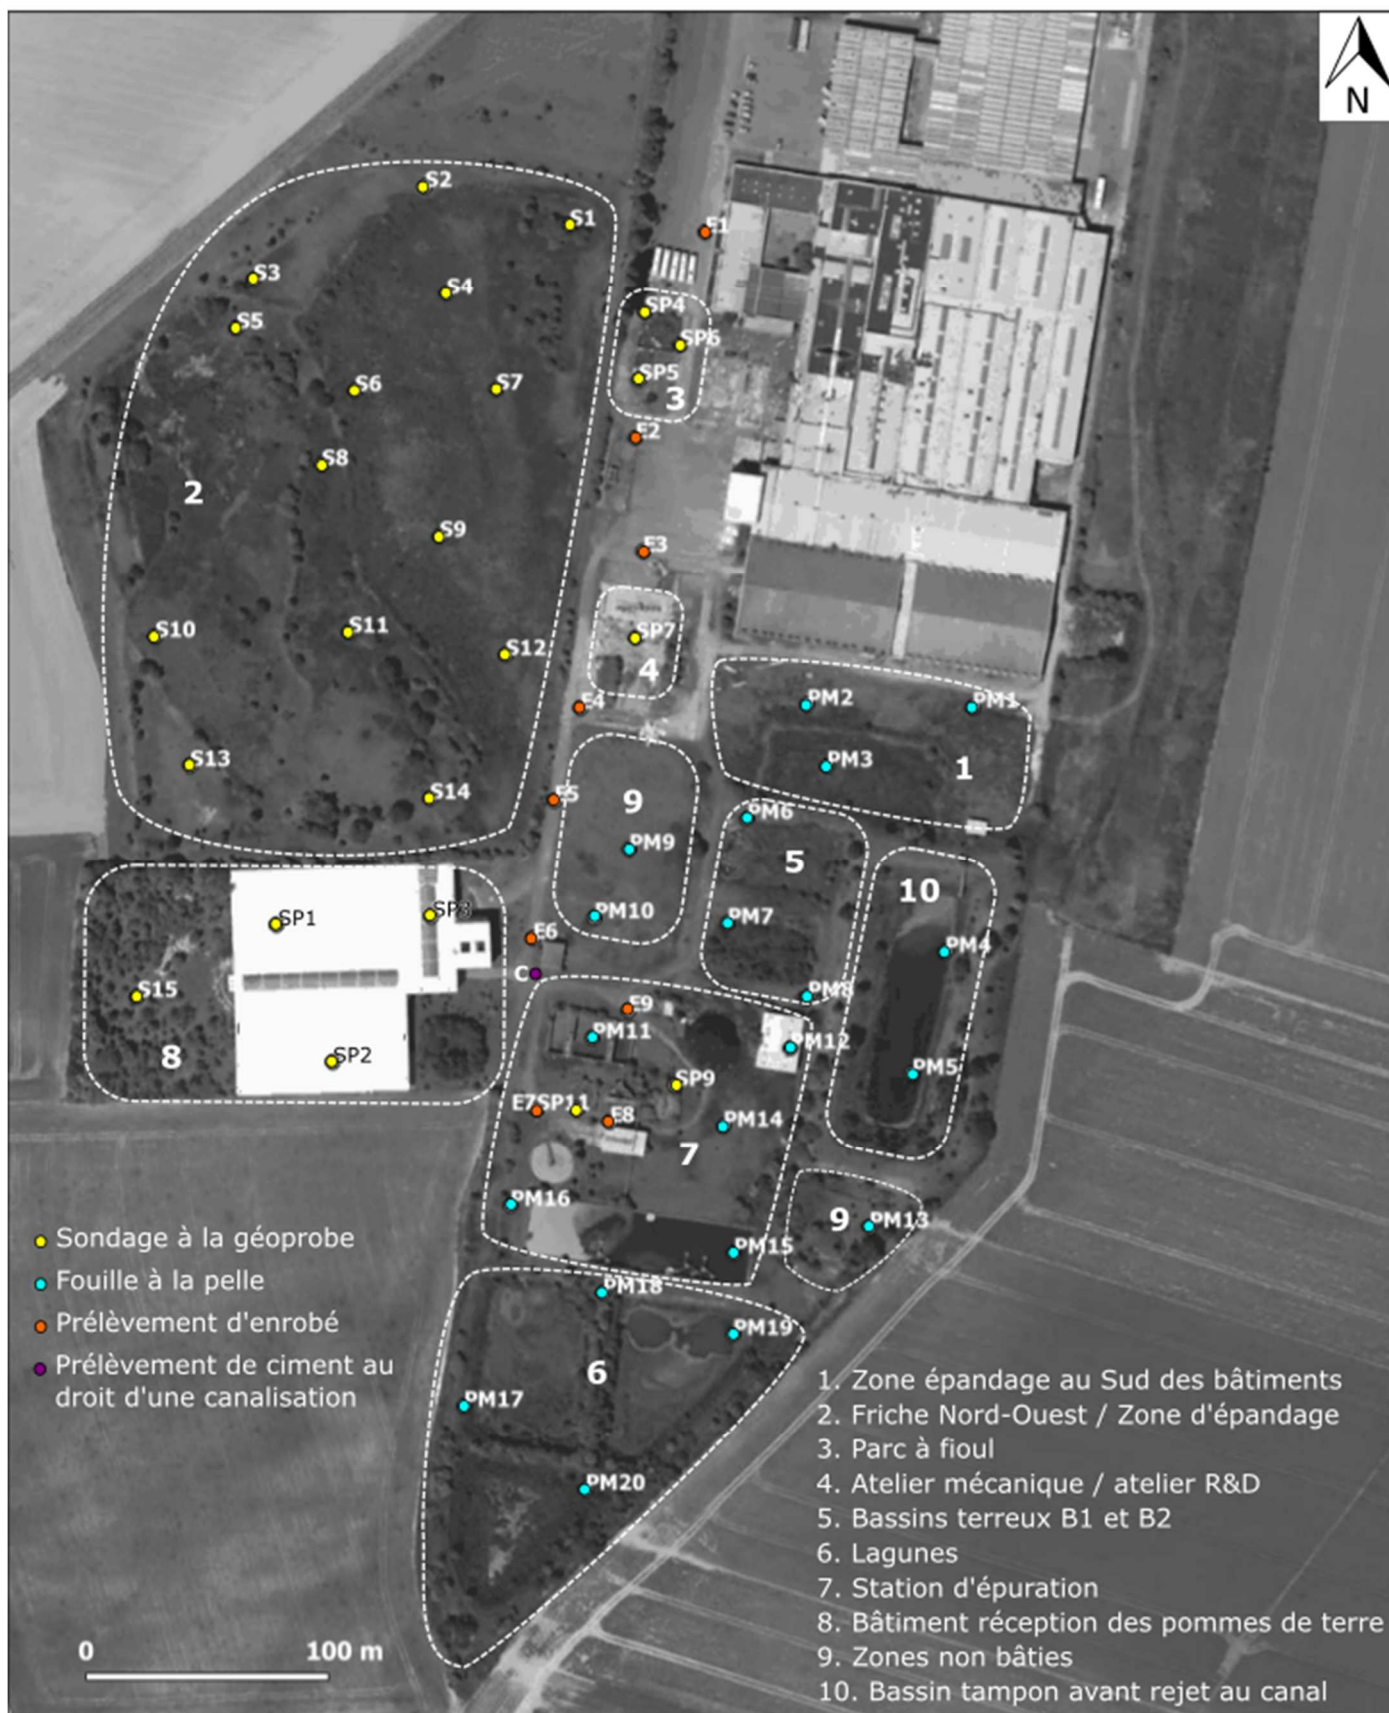 N
S2
S1
E1
S3
S4
SP4
S5
SP6
SP5
S6
S7
3
E2
S8
2
S9
E3
S10
S11
SP7
S12
4
E4
PM2
PM1
S13
PM3
1
S14
E5
9
PM6
PM9
5
10
SP1
SP3
PM10
PM7
E6
PM4
C
S15
PM8
E9
PM11
PM12
8
SP2
SP9
PM5
E7
SP11
E8
PM14
7
PM16
9
PM13
PM15
PM18
PM19
6
PM17
PM20
Sondage à la géoprobe
Fouille à la pelle
Prélèvement d'enrobé
Prélèvement de ciment au
droit d'une canalisation
0 100 m
1. Zone épandage au Sud des bâtiments
2. Friche Nord-Ouest / Zone d'épandage
3. Parc à fioul
4. Atelier mécanique / atelier R&D
5. Bassins terreux B1 et B2
6. Lagunes
7. Station d'épuration
8. Bâtiment réception des pommes de terre
9. Zones non bâties
10. Bassin tampon avant rejet au canal